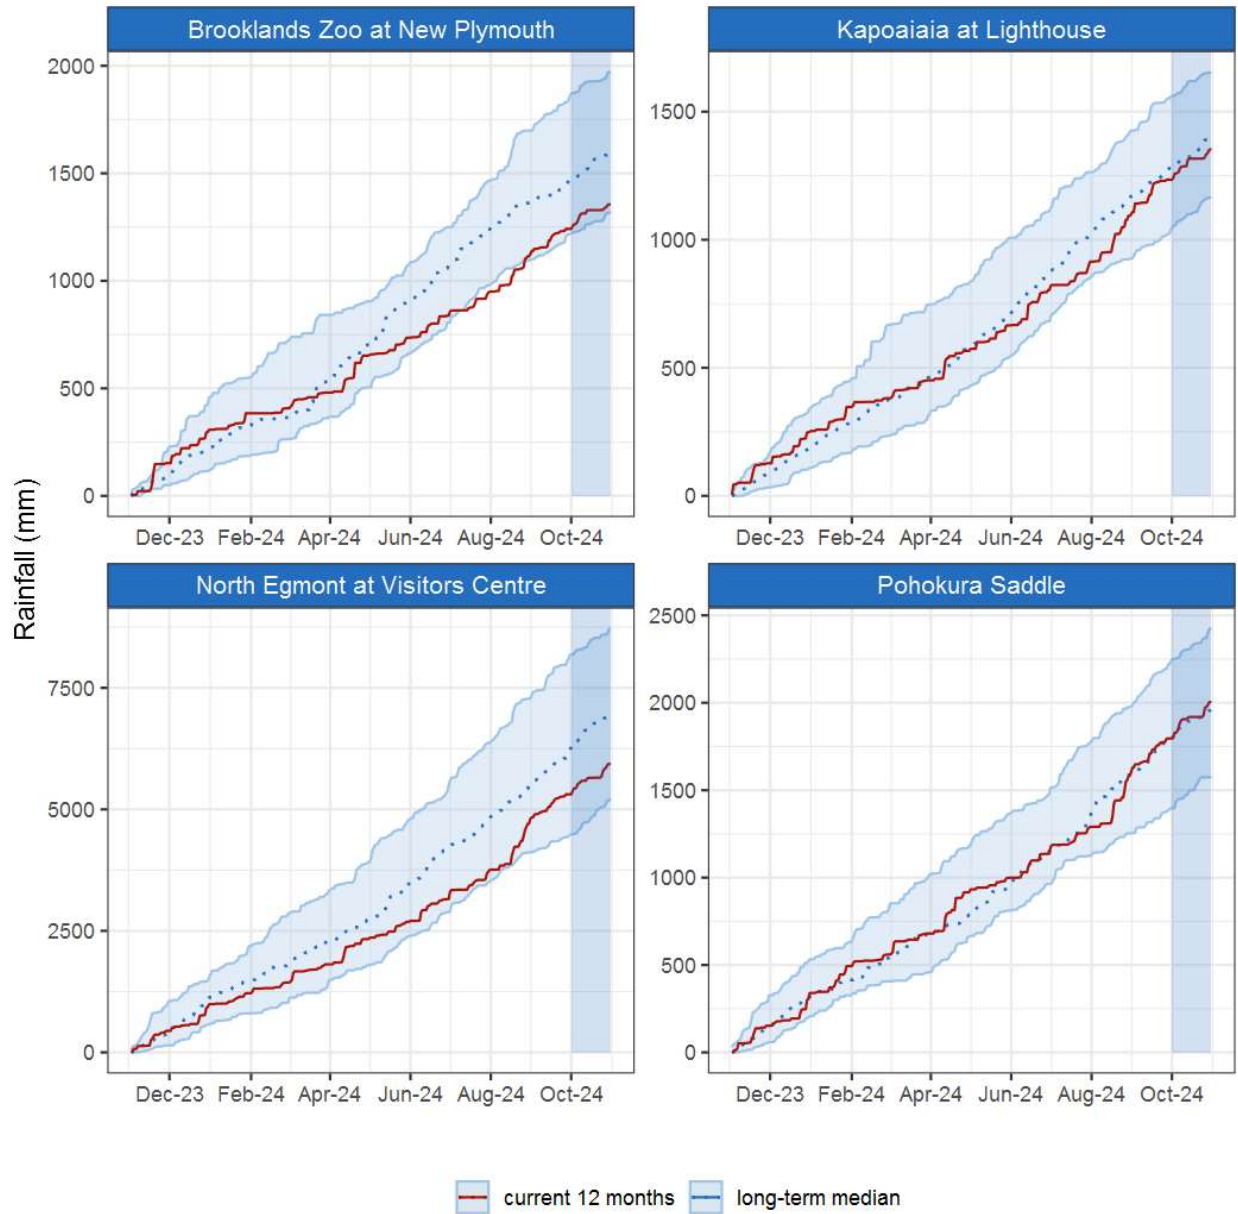 Brooklands Zoo at New Plymouth
Kapoaiaia at Lighthouse
2000
1500
1000
500
0
1500
1000
500
0
Dec-23 Feb-24 Apr-24 Jun-24 Aug-24 Oct-24
Dec-23 Feb-24 Apr-24 Jun-24 Aug-24 Oct-24
Rainfall (mm)
North Egmont at Visitors Centre
Pohokura Saddle
7500
5000
2500
0
2500
2000
1500
1000
500
0
Dec-23 Feb-24 Apr-24 Jun-24 Aug-24 Oct-24
Dec-23 Feb-24 Apr-24 Jun-24 Aug-24 Oct-24
current 12 months long-term median